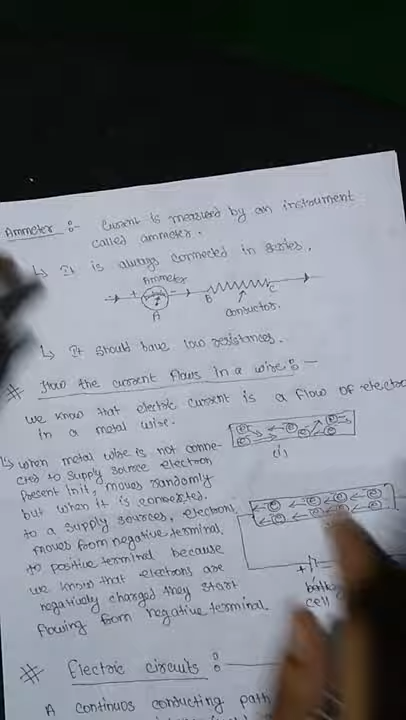 Ammeter :- Current is measured by an instrument
called ammeter.
↳ It is always connected in series.
Ammeter
+ -
A B C
conductor.
↳ It should have low resistances.
* How the current flows in a wire :-
we know that electric current is a flow of electro
in a metal wire.
↳ when metal wire is not conne-
cted to supply source electron
present in it, moves randomly
but when it is connected.
to a supply sources, electrons
moves from negative terminal.
to positive terminal because
we know that electrons are
negatively charged they start
flowing from negative terminal.
+
cell
* Electric circuits :-
A continuos conducting path